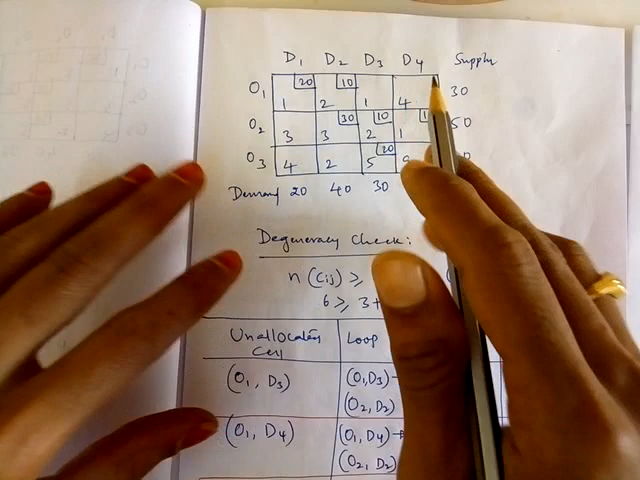 D1 D2 D3 D4 Supply
O1 20 10 30
1 2 1 4
O2 30 10 50
3 3 2 1
O3 20
4 2 5
Demand 20 40 30
Degeneracy Check:
n (Cij) ≥
6 ≥ 3 +
Unallocated Cell Loop
(O1, D3) (O1, D3) →
(O2, D2)
(O1, D4) (O1, D4) →
(O2, D2)